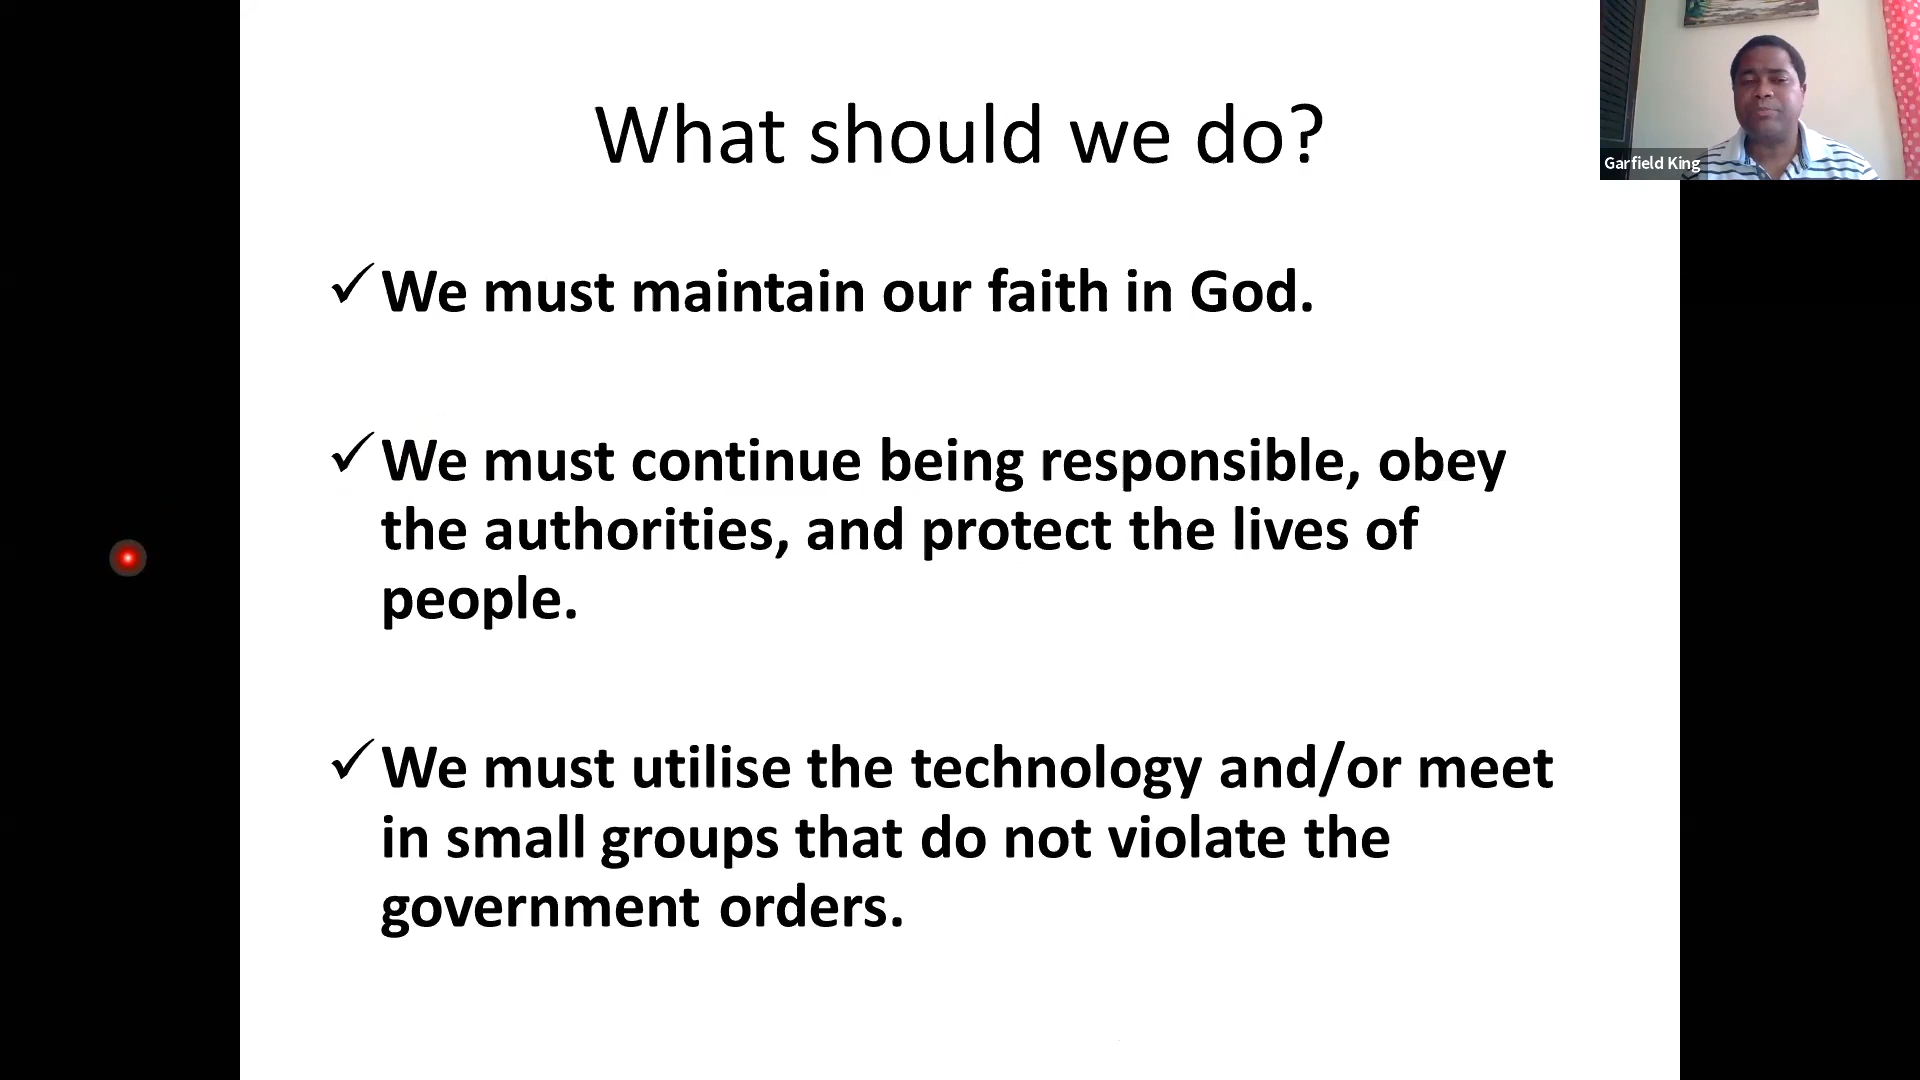 What should we do?
Garfield King
✓ We must maintain our faith in God.
✓ We must continue being responsible, obey
the authorities, and protect the lives of
people.
✓ We must utilise the technology and/or meet
in small groups that do not violate the
government orders.